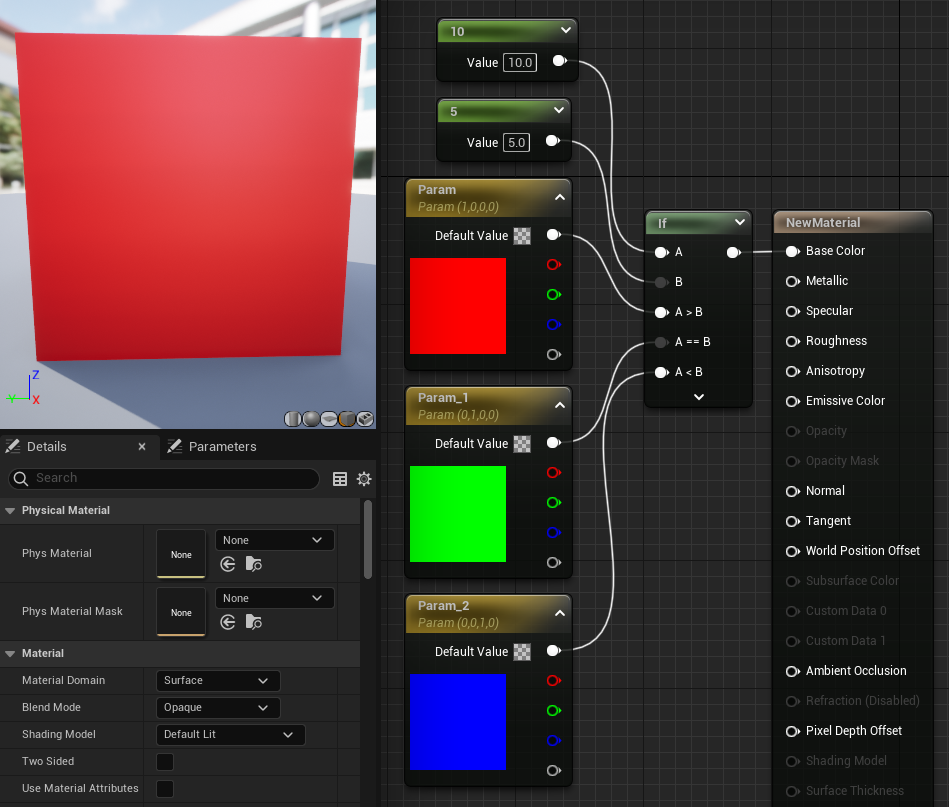 10
Value 10.0
5
Value 5.0
Param
Param (1,0,0,0)
Default Value
Param_1
Param (0,1,0,0)
Default Value
Param_2
Param (0,0,1,0)
Default Value
If
A
B
A > B
A == B
A < B
NewMaterial
Base Color
Metallic
Specular
Roughness
Anisotropy
Emissive Color
Opacity
Opacity Mask
Normal
Tangent
World Position Offset
Subsurface Color
Custom Data 0
Custom Data 1
Ambient Occlusion
Refraction (Disabled)
Pixel Depth Offset
Shading Model
Surface Thickness
Z
Y
X
Details
Parameters
Search
Physical Material
Phys Material
None
None
Phys Material Mask
None
None
Material
Material Domain
Surface
Blend Mode
Opaque
Shading Model
Default Lit
Two Sided
Use Material Attributes